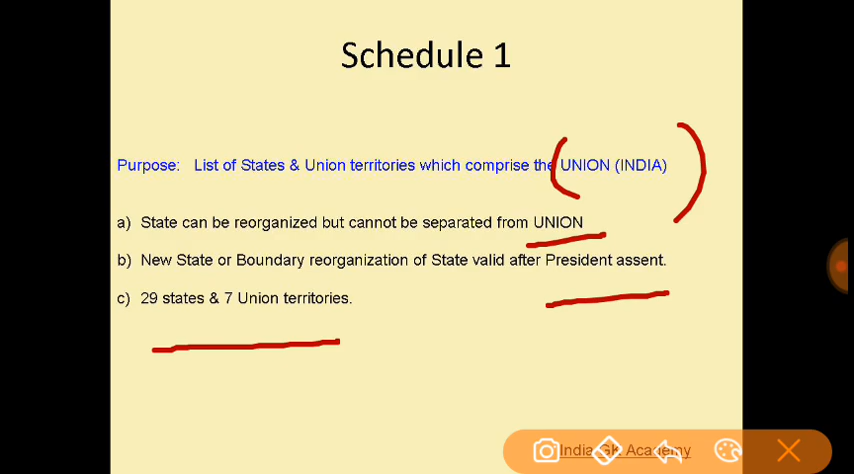 Schedule 1
Purpose: List of States & Union territories which comprise the UNION (INDIA)
a) State can be reorganized but cannot be separated from UNION
b) New State or Boundary reorganization of State valid after President assent.
c) 29 states & 7 Union territories.
India GK Academy